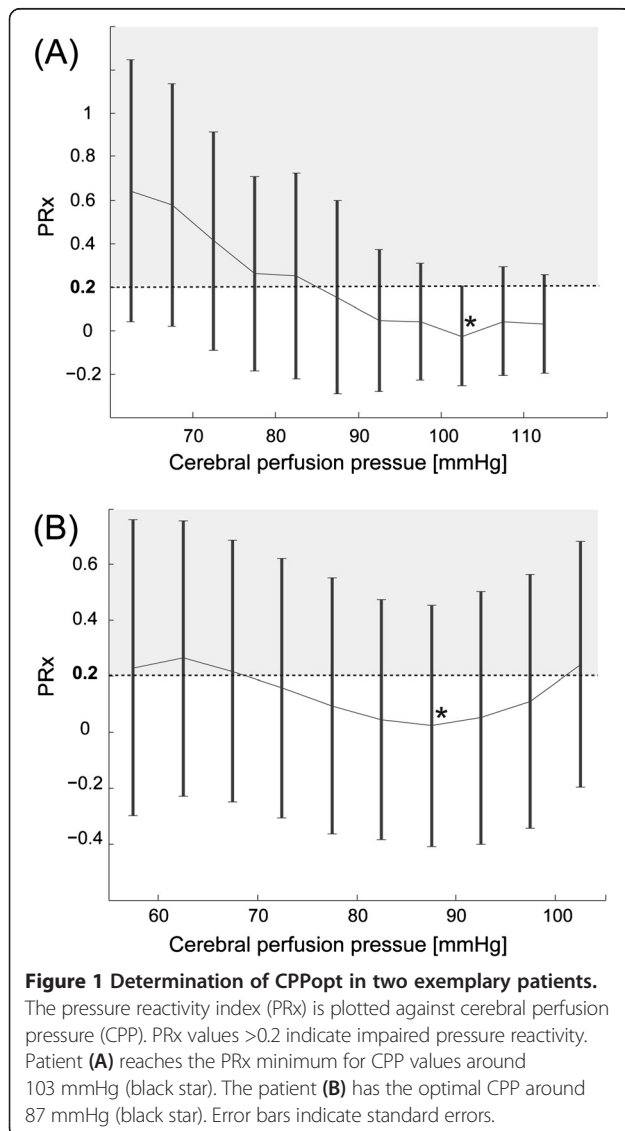 (A)
1
0.8
0.6
0.4
0.2
0
−0.2
PRx
70 80 90 100 110
*
Cerebral perfusion pressue [mmHg]
(B)
0.6
0.4
0.2
0
−0.2
−0.4
PRx
*
60 70 80 90 100
Cerebral perfusion pressue [mmHg]
Figure 1 Determination of CPPopt in two exemplary patients.
The pressure reactivity index (PRx) is plotted against cerebral perfusion
pressure (CPP). PRx values >0.2 indicate impaired pressure reactivity.
Patient (A) reaches the PRx minimum for CPP values around
103 mmHg (black star). The patient (B) has the optimal CPP around
87 mmHg (black star). Error bars indicate standard errors.